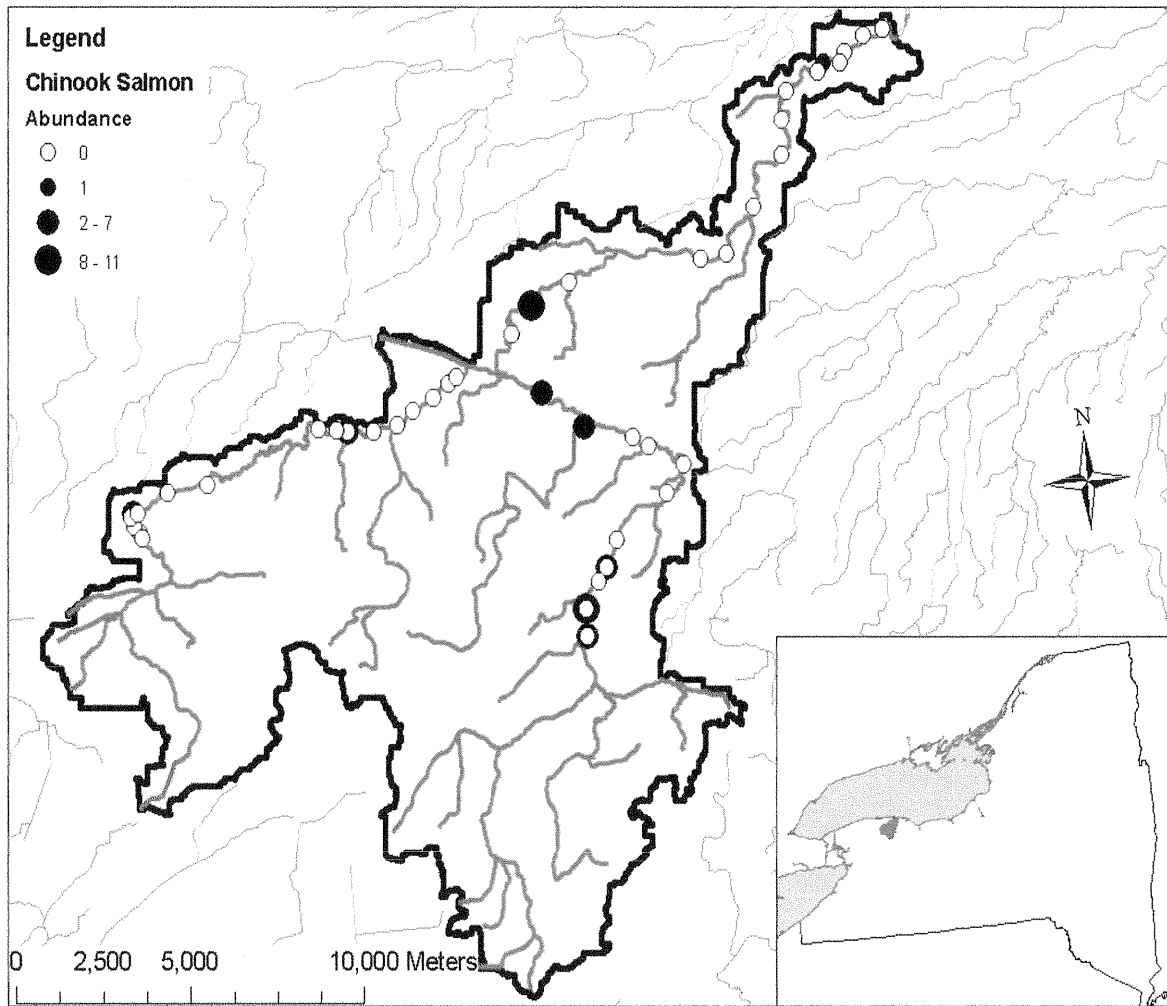 Legend
Chinook Salmon
Abundance
0
1
2 - 7
8 - 11
N
0 2,500 5,000 10,000 Meters